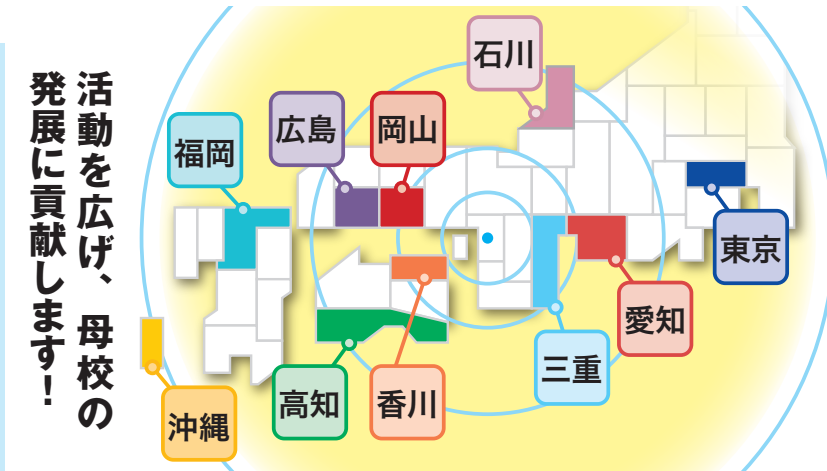 活動を広げ、母校の
発展に貢献します！
石川
広島
岡山
福岡
東京
愛知
三重
香川
高知
沖縄